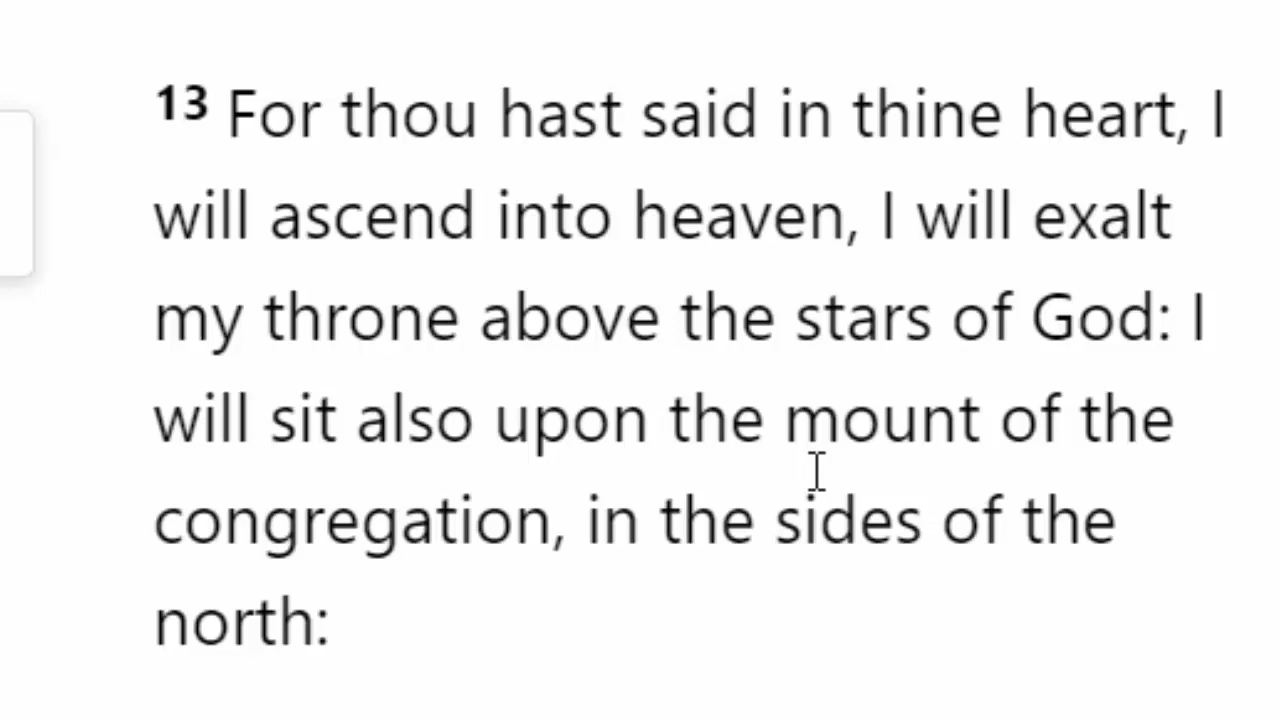 13 For thou hast said in thine heart, I
will ascend into heaven, I will exalt
my throne above the stars of God: I
will sit also upon the mount of the
congregation, in the sides of the
north: